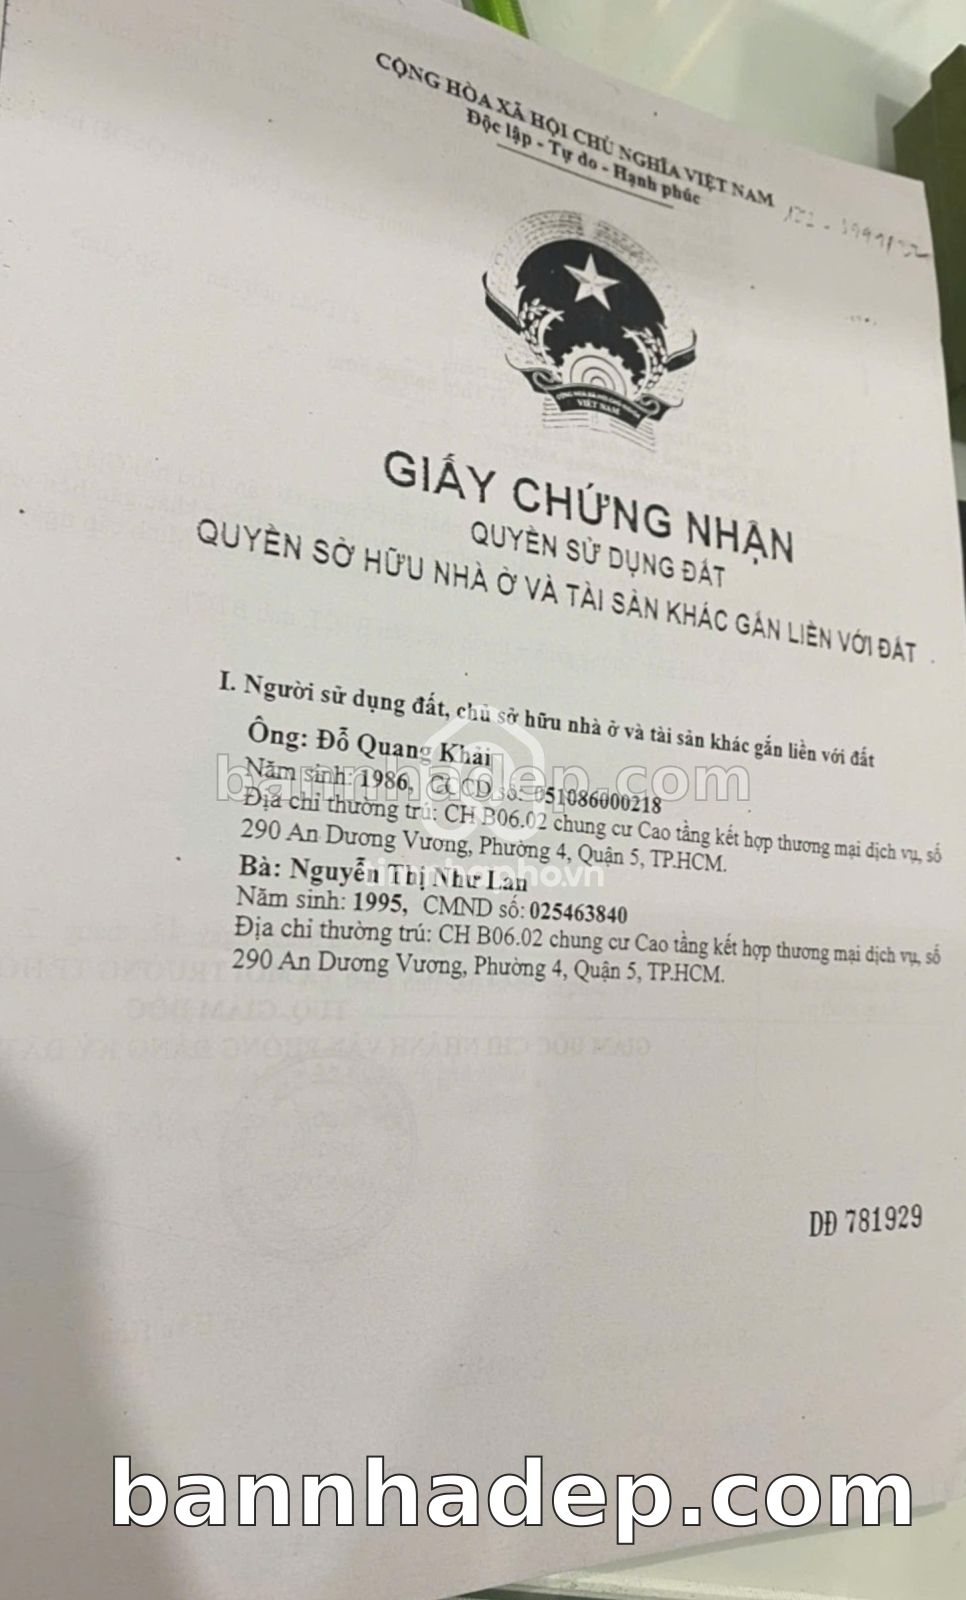 CỘNG HÒA XÃ HỘI CHỦ NGHĨA VIỆT NAM
Độc lập - Tự do - Hạnh phúc
VIỆT NAM
GIẤY CHỨNG NHẬN
QUYỀN SỬ DỤNG ĐẤT
QUYỀN SỞ HỮU NHÀ Ở VÀ TÀI SẢN KHÁC GẮN LIỀN VỚI ĐẤT
I. Người sử dụng đất, chủ sở hữu nhà ở và tài sản khác gắn liền với đất
Ông: Đỗ Quang Khải
bannhadep.com
Năm sinh: 1986, CCCD số: 051086000218
Địa chỉ thường trú: CH B06.02 chung cư Cao tầng kết hợp thương mại dịch vụ, số
290 An Dương Vương, Phường 4, Quận 5, TP.HCM.
Bà: Nguyễn Thị Như Lan
Năm sinh: 1995, CMND số: 025463840
Địa chỉ thường trú: CH B06.02 chung cư Cao tầng kết hợp thương mại dịch vụ, số
290 An Dương Vương, Phường 4, Quận 5, TP.HCM.
DĐ 781929
bannhadep.com